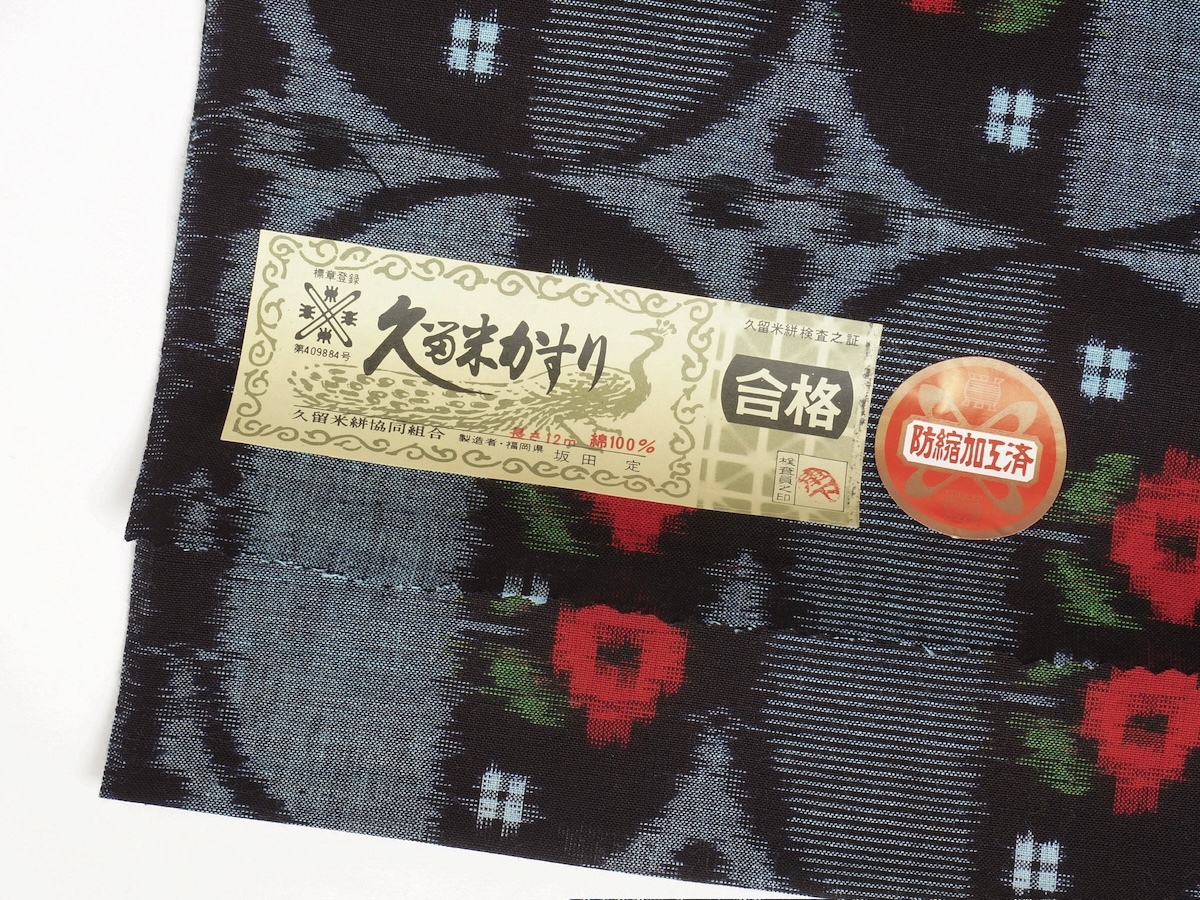 標章登録
第409884号
久留米かすり
久留米絣協同組合
長さ12m 綿100%
製造者・福岡県 坂田 定
久留米絣検査之証
合格
検査員之印
防縮加工済